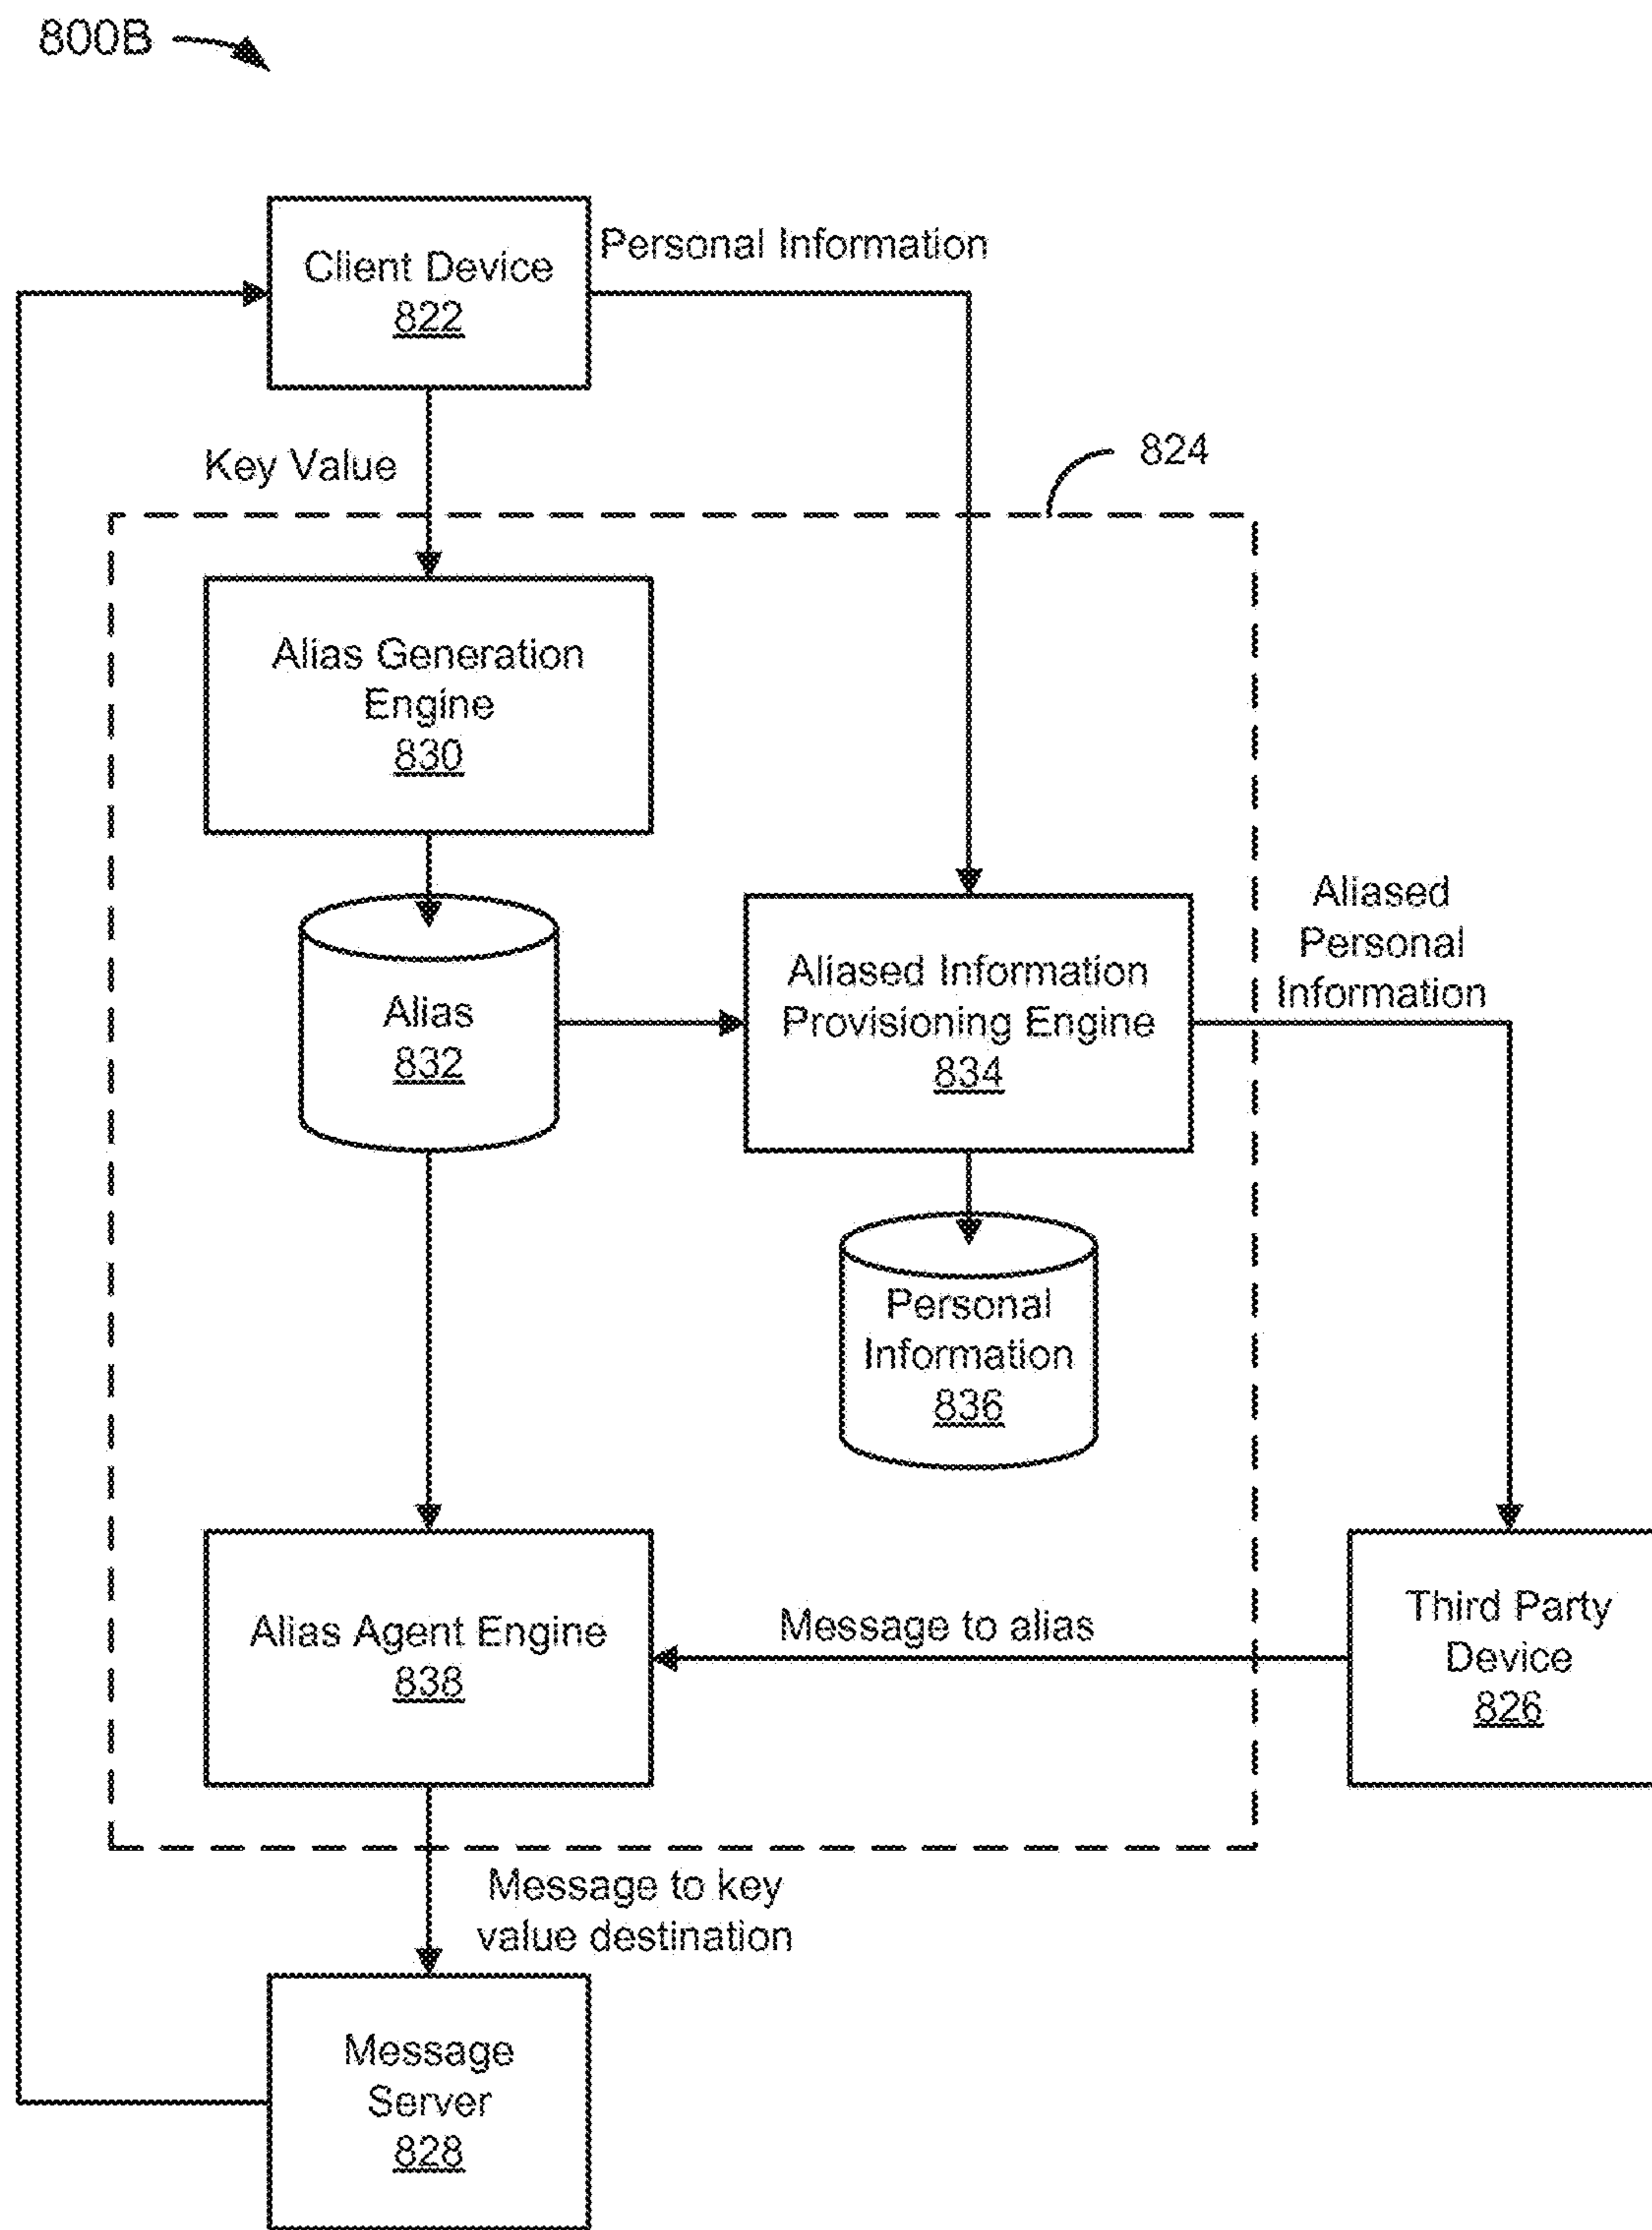 800B
Client Device
822
Personal Information
Key Value
824
Alias Generation
Engine
830
Alias
832
Aliased Information
Provisioning Engine
834
Aliased
Personal
Information
Personal
Information
836
Alias Agent Engine
838
Message to alias
Third Party
Device
826
Message to key
value destination
Message
Server
828